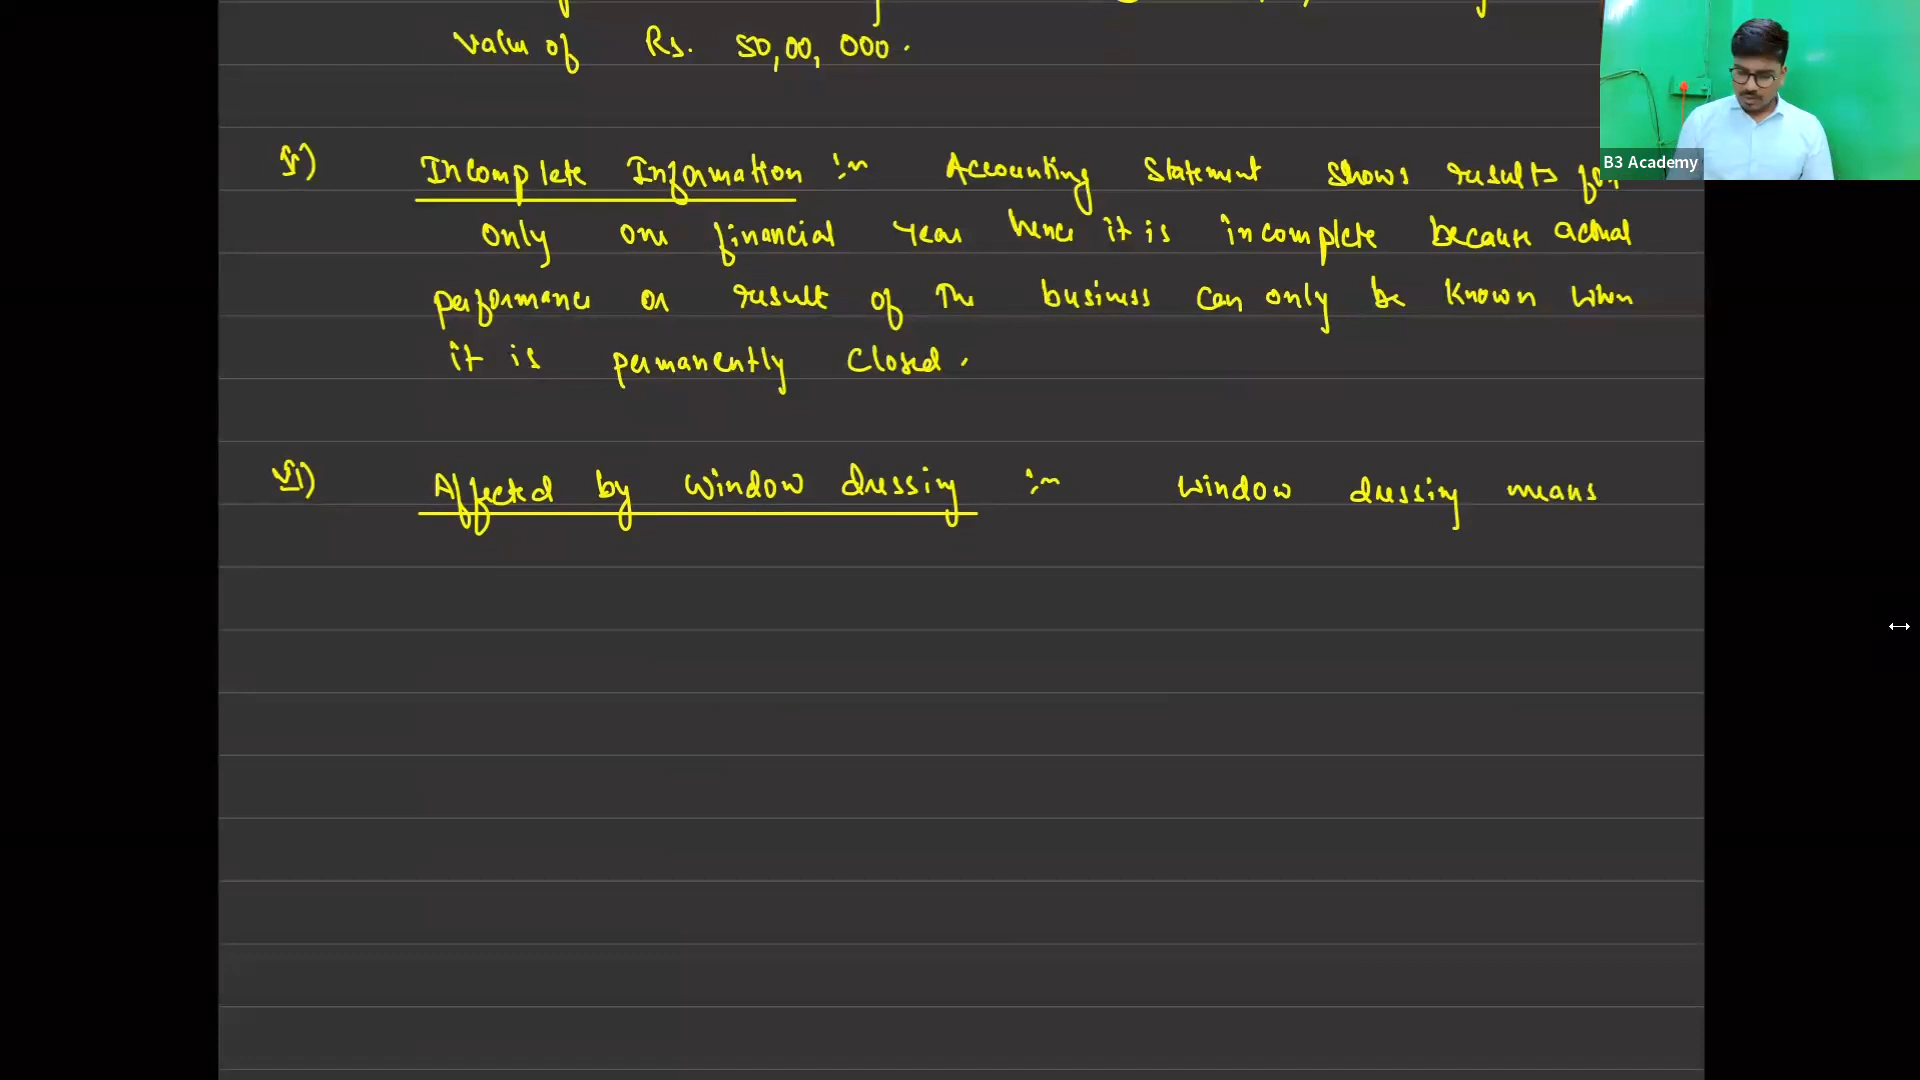 value of Rs. 50,00,000.
B3 Academy
v) Incomplete Information :- Accounting Statement shows results for
only one financial year hence it is incomplete because actual
performance or result of the business can only be known when
it is permanently closed.
vi) Affected by window dressing :- window dressing means